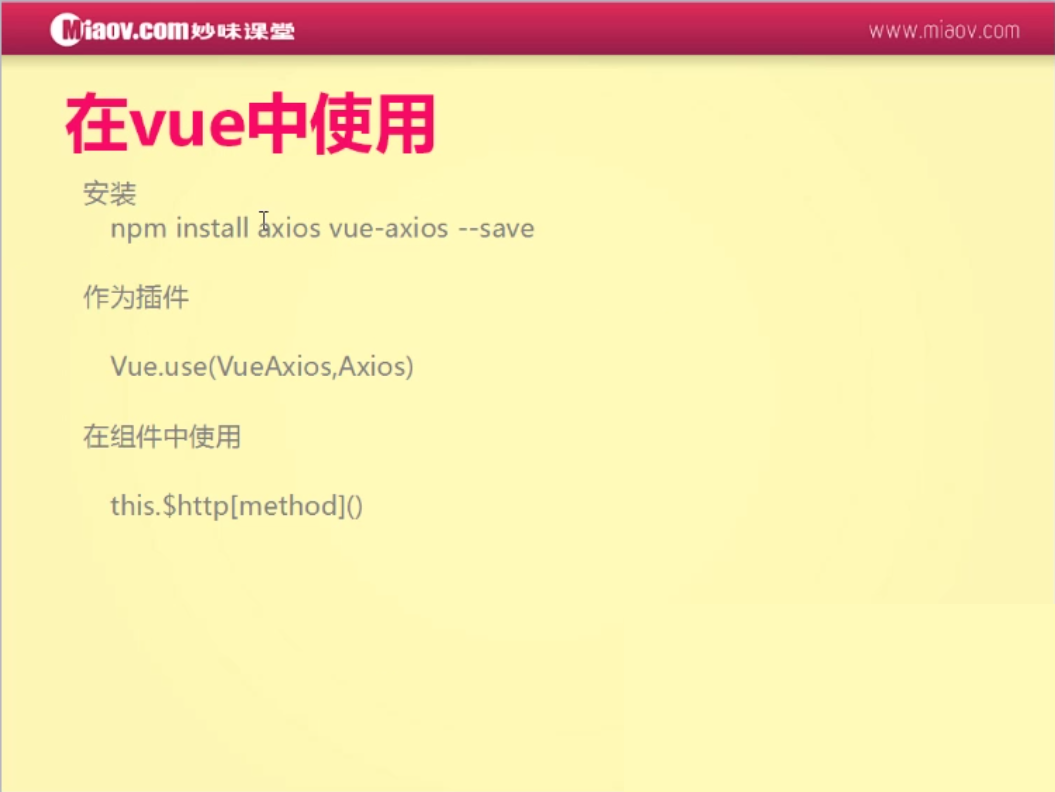 Miaov.com妙味课堂
www.miaov.com
在vue中使用
安装
npm install axios vue-axios --save
作为插件
Vue.use(VueAxios,Axios)
在组件中使用
this.$http[method]()